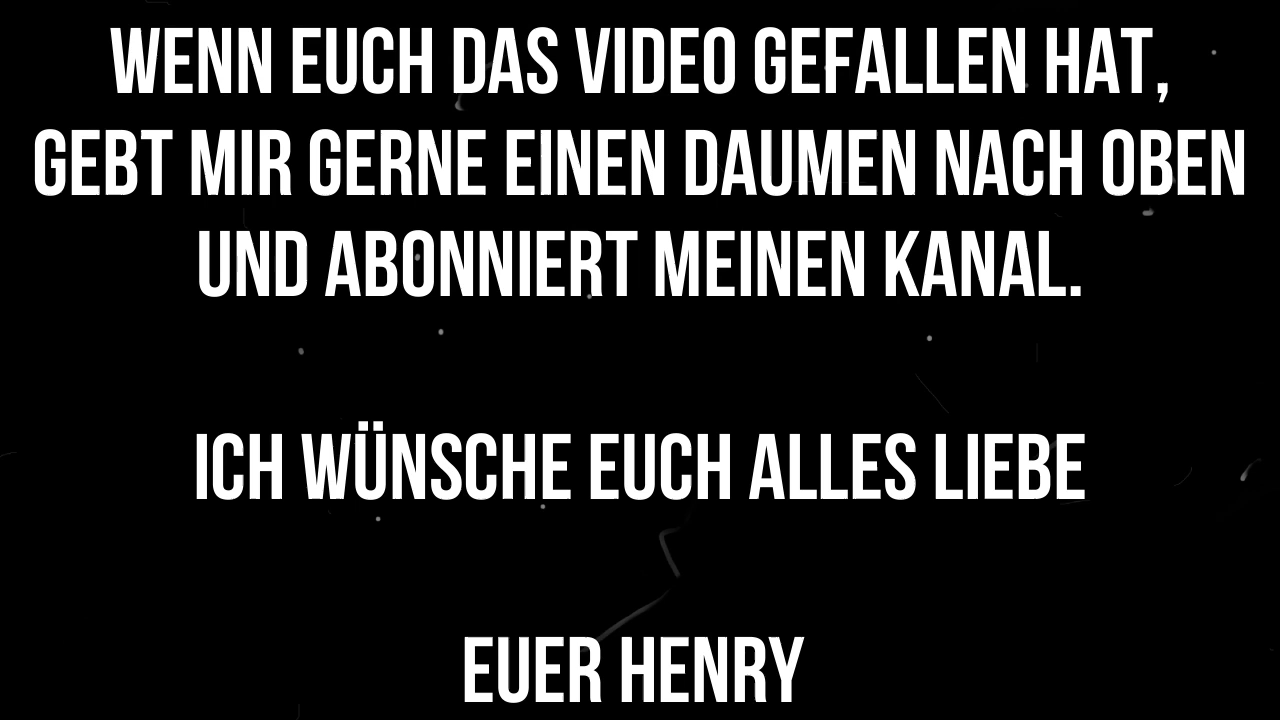 WENN EUCH DAS VIDEO GEFALLEN HAT,
GEBT MIR GERNE EINEN DAUMEN NACH OBEN
UND ABONNIERT MEINEN KANAL.
ICH WÜNSCHE EUCH ALLES LIEBE
EUER HENRY